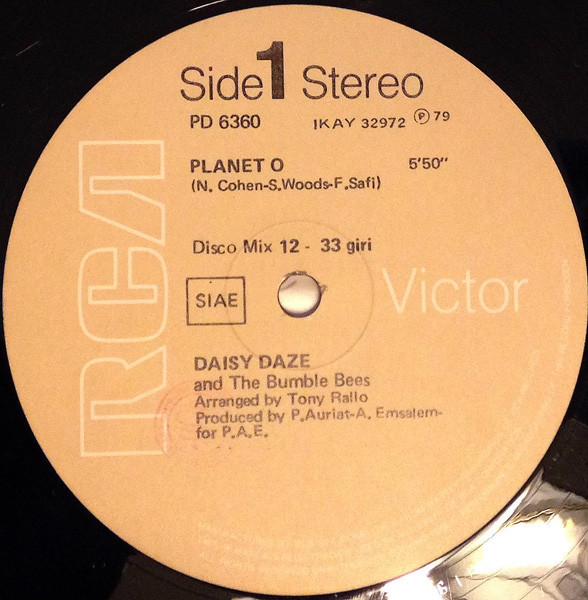 Side 1 Stereo
PD 6360 IKAY 32972 Ⓟ 79
PLANET O 5'50"
(N. Cohen-S.Woods-F.Safi)
Disco Mix 12 - 33 giri
RCA
SIAE
Victor
DAISY DAZE
and The Bumble Bees
Arranged by Tony Rallo
Produced by P.Auriat-A. Emsalem-
for P.A.E.